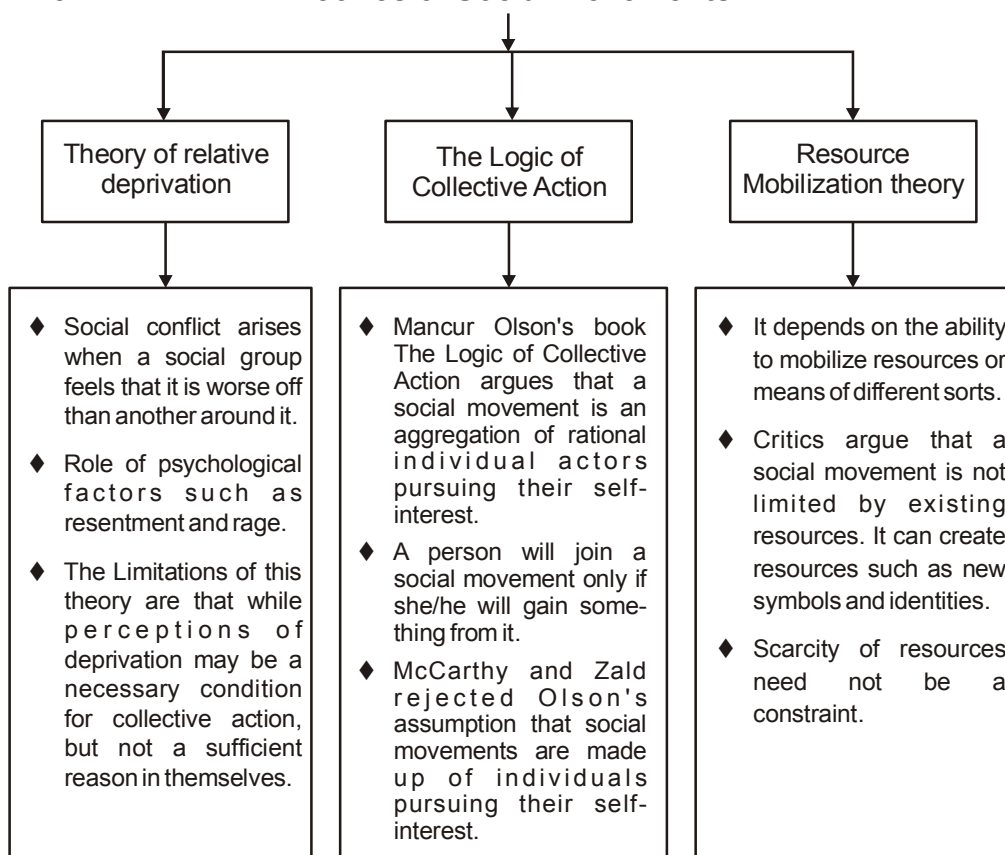 Theory of relative
deprivation
The Logic of
Collective Action
Resource
Mobilization theory
♦ Social conflict arises
when a social group
feels that it is worse off
than another around it.
♦ Role of psychological
factors such as
resentment and rage.
♦ The Limitations of this
theory are that while
perceptions of
deprivation may be a
necessary condition
for collective action,
but not a sufficient
reason in themselves.
♦ Mancur Olson's book
The Logic of Collective
Action argues that a
social movement is an
aggregation of rational
individual actors
pursuing their self-
interest.
♦ A person will join a
social movement only if
she/he will gain some-
thing from it.
♦ McCarthy and Zald
rejected Olson's
assumption that social
movements are made
up of individuals
pursuing their self-
interest.
♦ It depends on the ability
to mobilize resources or
means of different sorts.
♦ Critics argue that a
social movement is not
limited by existing
resources. It can create
resources such as new
symbols and identities.
♦ Scarcity of resources
need not be a
constraint.